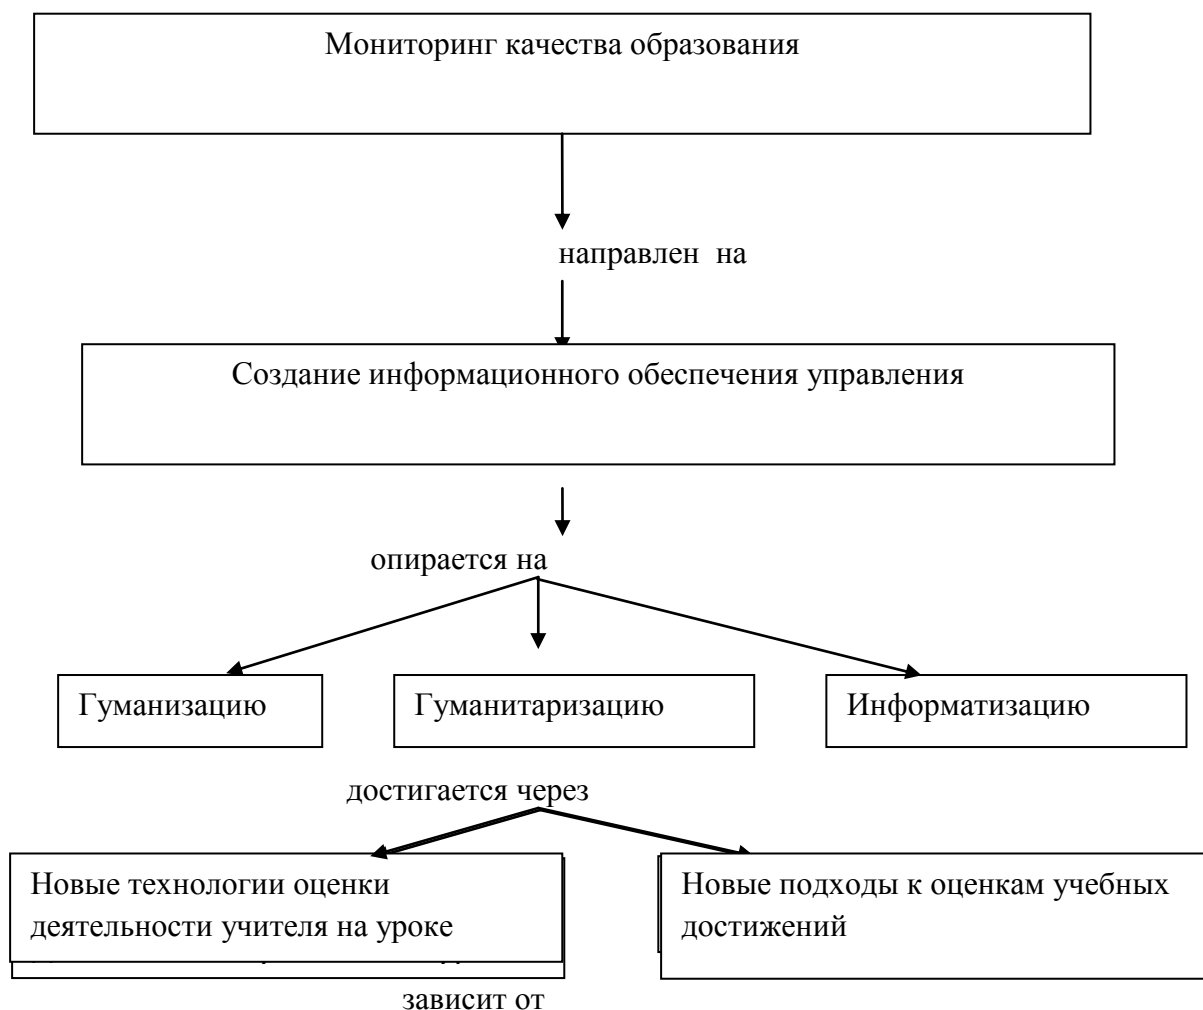 Мониторинг качества образования
направлен на
Создание информационного обеспечения управления
опирается на
Гуманизацию
Гуманитаризацию
Информатизацию
достигается через
Новые технологии оценки
деятельности учителя на уроке
Новые подходы к оценкам учебных
достижений
зависит от